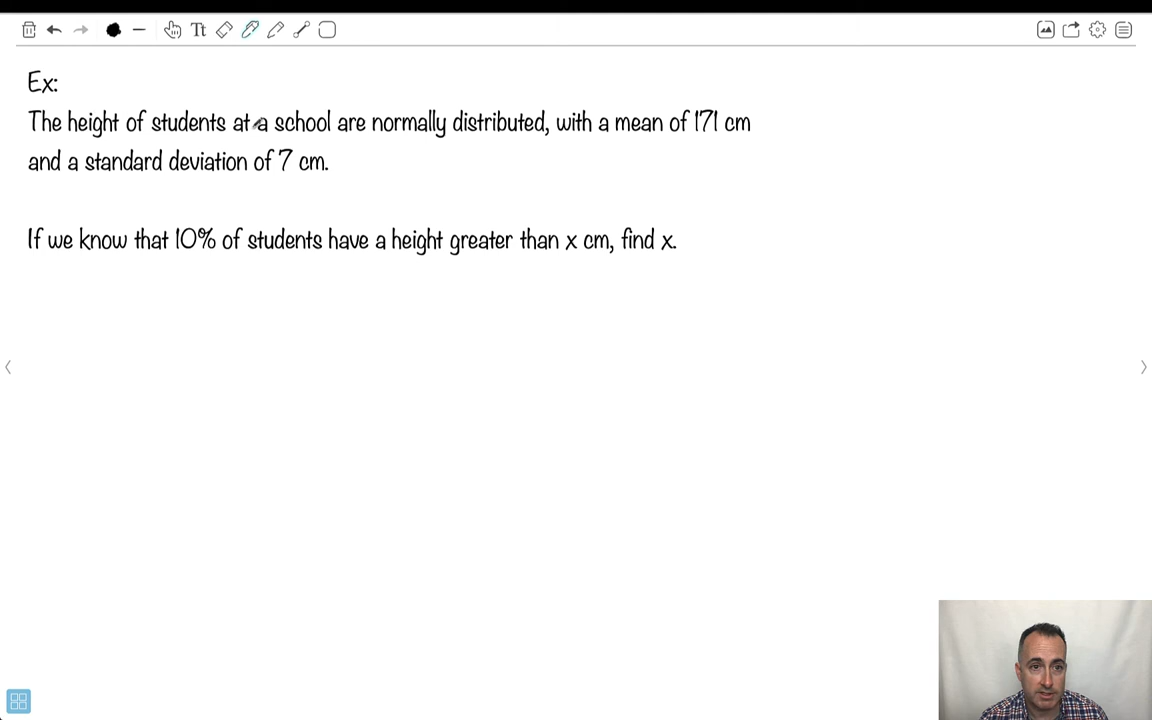 Tt
Ex:
The height of students at a school are normally distributed, with a mean of 171 cm
and a standard deviation of 7 cm.
If we know that 10% of students have a height greater than x cm, find x.